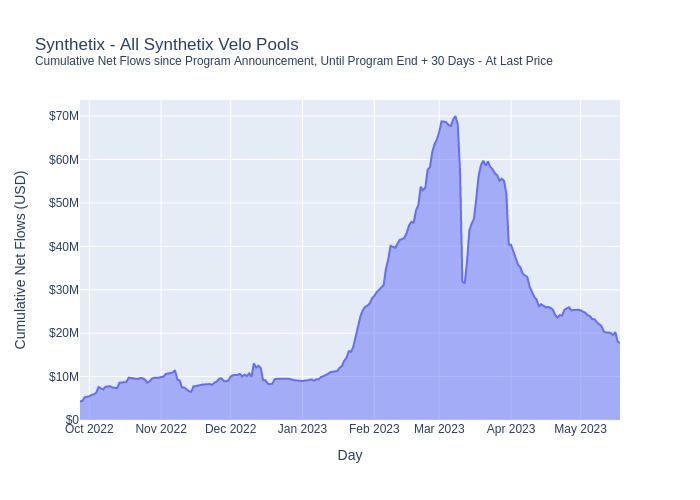 Synthetix - All Synthetix Velo Pools
Cumulative Net Flows since Program Announcement, Until Program End + 30 Days - At Last Price
Cumulative Net Flows (USD)
$70M
$60M
$50M
$40M
$30M
$20M
$10M
$0
Oct 2022 Nov 2022 Dec 2022 Jan 2023 Feb 2023 Mar 2023 Apr 2023 May 2023
Day